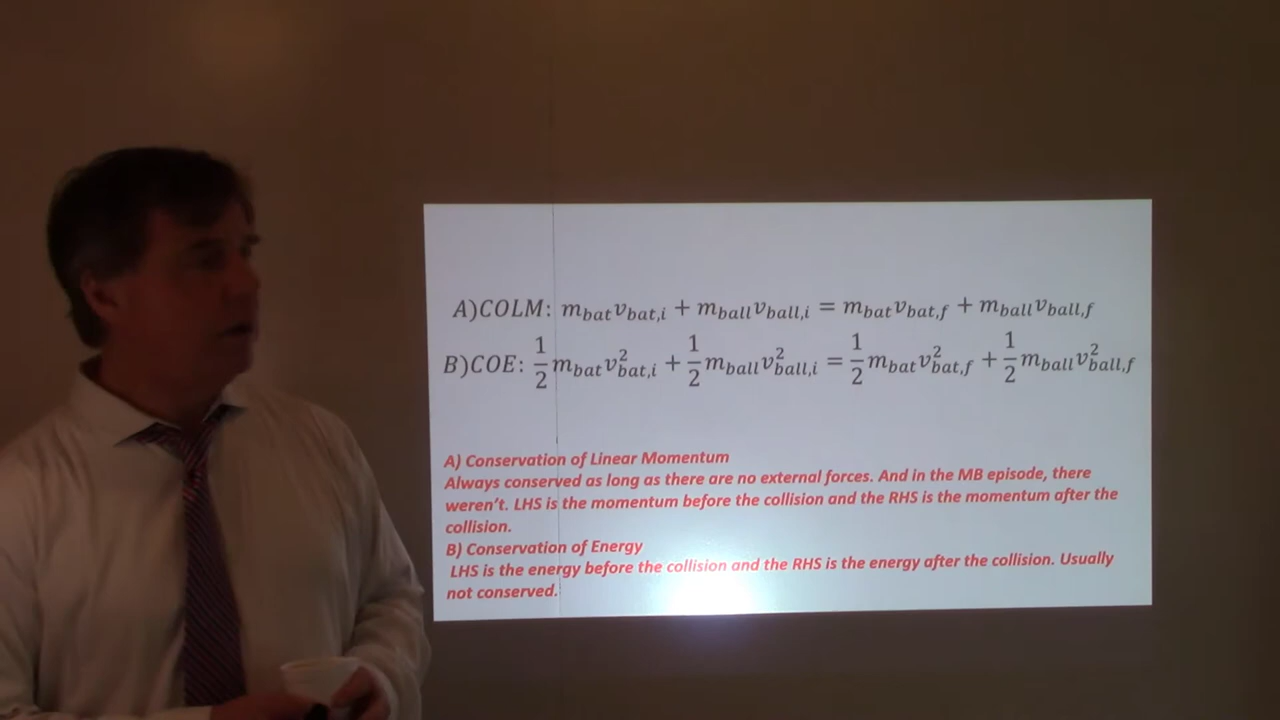 A)COLM: m_bat v_bat,i + m_ball v_ball,i = m_bat v_bat,f + m_ball v_ball,f
B)COE: 1/2 m_bat v²_bat,i + 1/2 m_ball v²_ball,i = 1/2 m_bat v²_bat,f + 1/2 m_ball v²_ball,f
A) Conservation of Linear Momentum
Always conserved as long as there are no external forces. And in the MB episode, there
weren't. LHS is the momentum before the collision and the RHS is the momentum after the
collision.
B) Conservation of Energy
LHS is the energy before the collision and the RHS is the energy after the collision. Usually
not conserved.